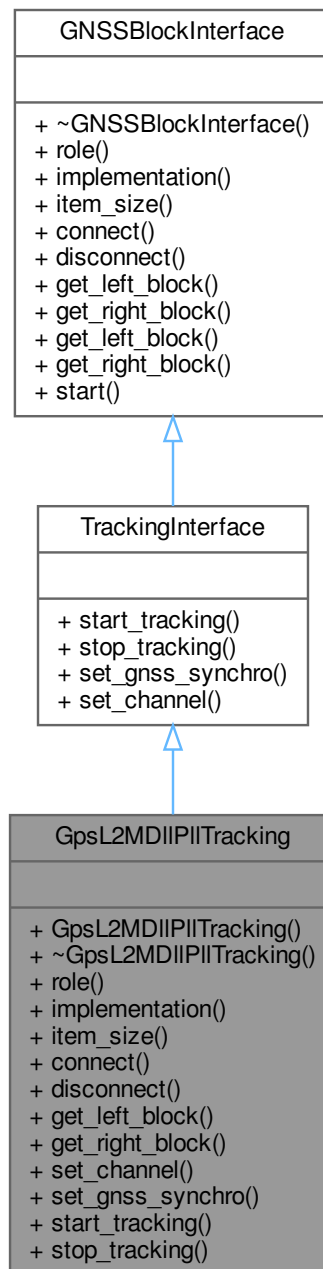 GNSSBlockInterface
+ ~GNSSBlockInterface()
+ role()
+ implementation()
+ item_size()
+ connect()
+ disconnect()
+ get_left_block()
+ get_right_block()
+ get_left_block()
+ get_right_block()
+ start()
TrackingInterface
+ start_tracking()
+ stop_tracking()
+ set_gnss_synchro()
+ set_channel()
GpsL2MDllPllTracking
+ GpsL2MDllPllTracking()
+ ~GpsL2MDllPllTracking()
+ role()
+ implementation()
+ item_size()
+ connect()
+ disconnect()
+ get_left_block()
+ get_right_block()
+ set_channel()
+ set_gnss_synchro()
+ start_tracking()
+ stop_tracking()